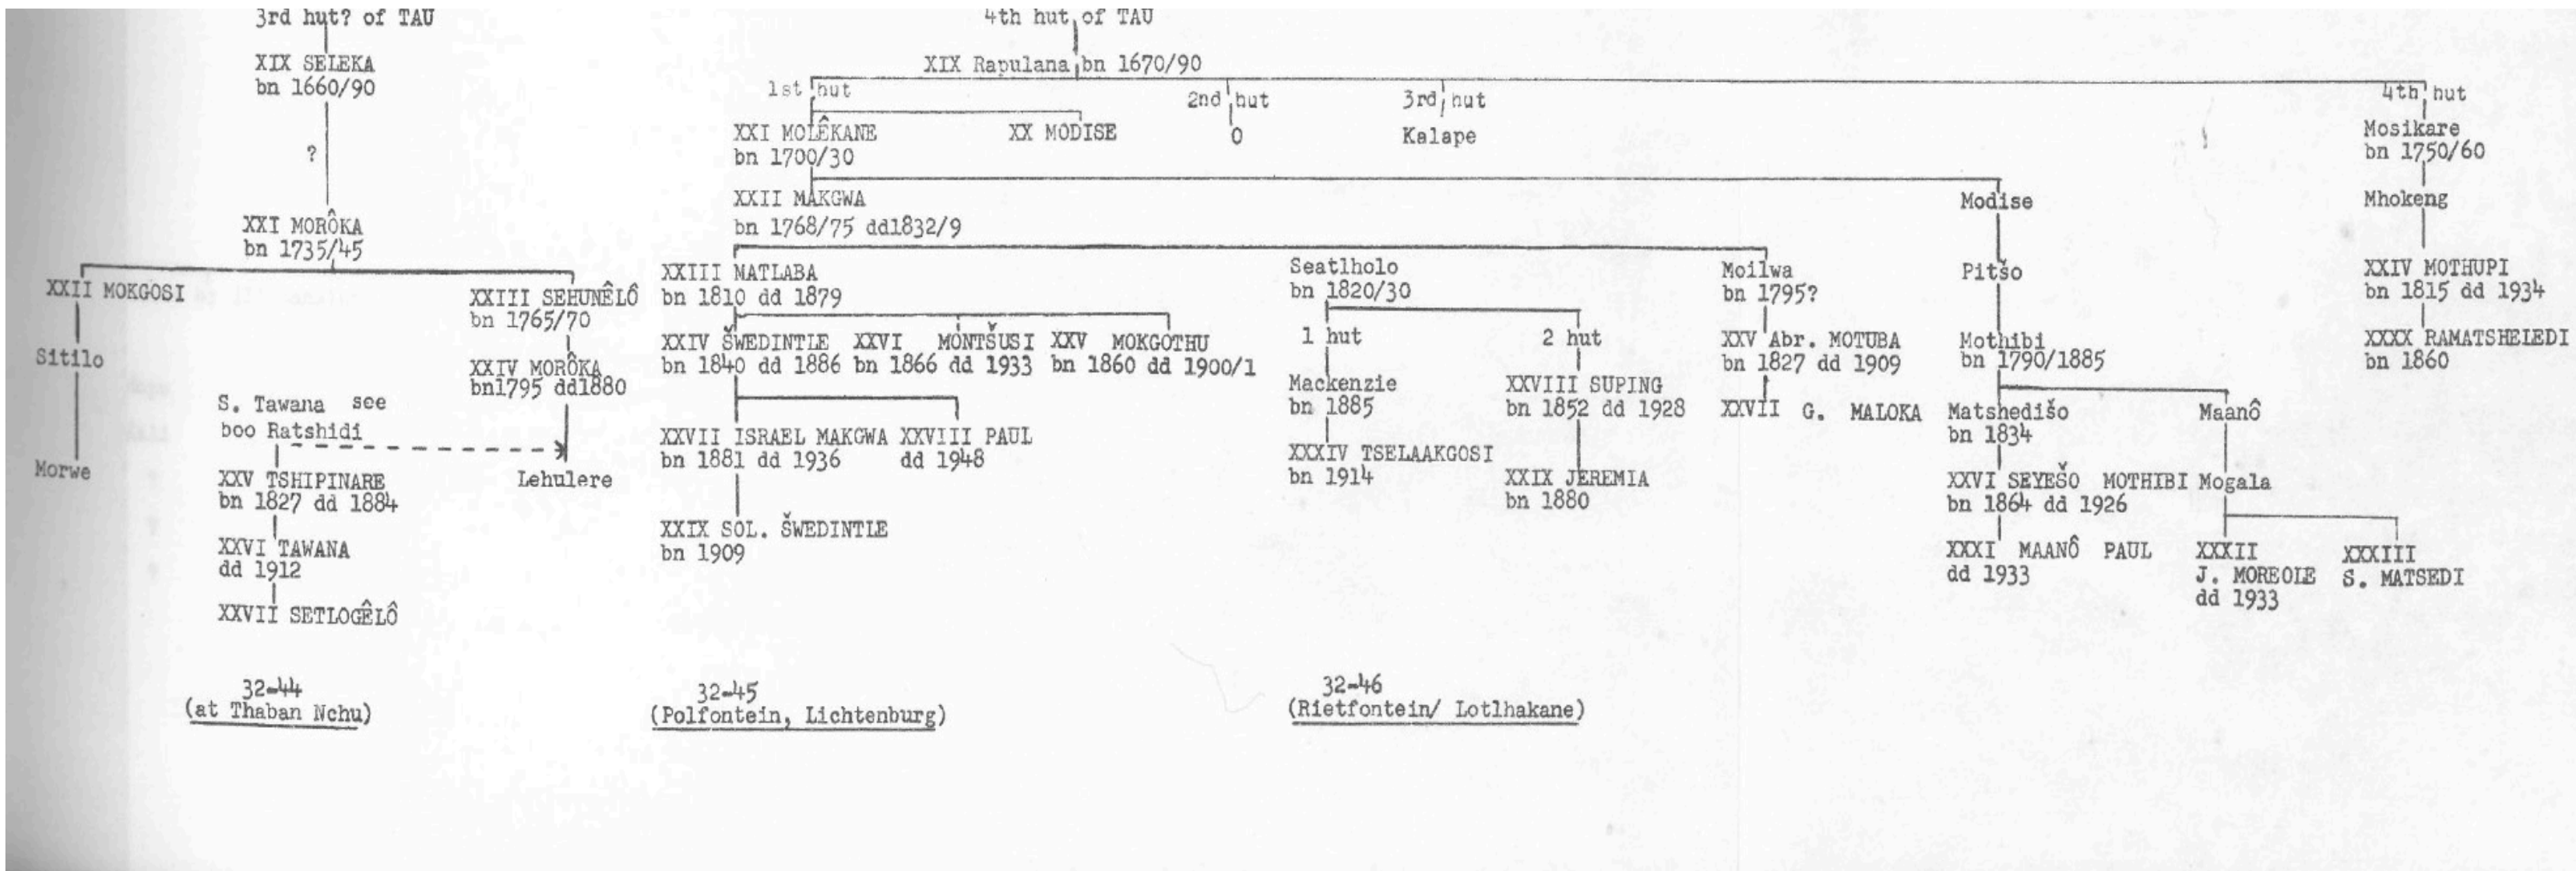 3rd hut? of TAU
4th hut of TAU
XIX SELEKA
bn 1660/90
XIX Rapulana bn 1670/90
1st hut
2nd hut
3rd hut
4th hut
?
XXI MOLÊKANE
bn 1700/30
XX MODISE
O
Kalape
Mosikare
bn 1750/60
XXII MAKGWA
bn 1768/75 dd1832/9
Modise
Mhokeng
XXI MORÔKA
bn 1735/45
XXII MOKGOSI
XXIII SEHUNÊLÔ
bn 1765/70
XXIII MATLABA
bn 1810 dd 1879
Seatlholo
bn 1820/30
Moilwa
bn 1795?
Pitšo
XXIV MOTHUPI
bn 1815 dd 1934
Sitilo
XXIV MORÔKA
bn1795 dd1880
XXIV ŠWEDINTLE
bn 1840 dd 1886
XXVI MONTŠUSI
bn 1866 dd 1933
XXV MOKGOTHU
bn 1860 dd 1900/1
1 hut
2 hut
XXV Abr. MOTUBA
bn 1827 dd 1909
Mothibi
bn 1790/1885
XXXX RAMATSHELEDI
bn 1860
S. Tawana see
boo Ratshidi
Mackenzie
bn 1885
XXVIII SUPING
bn 1852 dd 1928
XXVII G. MALOKA
Matshedišo
bn 1834
Maanô
Morwe
XXV TSHIPINARE
bn 1827 dd 1884
Lehulere
XXVII ISRAEL MAKGWA
bn 1881 dd 1936
XXVIII PAUL
dd 1948
XXXIV TSELAAKGOSI
bn 1914
XXIX JEREMIA
bn 1880
XXVI SEYEŠO MOTHIBI
bn 1864 dd 1926
Mogala
XXVI TAWANA
dd 1912
XXIX SOL. ŠWEDINTLE
bn 1909
XXXI MAANÔ PAUL
dd 1933
XXXII
J. MOREOLE
dd 1933
XXXIII
S. MATSEDI
XXVII SETLOGÊLÔ
32-44
(at Thaban Nchu)
32-45
(Polfontein, Lichtenburg)
32-46
(Rietfontein/ Lotlhakane)